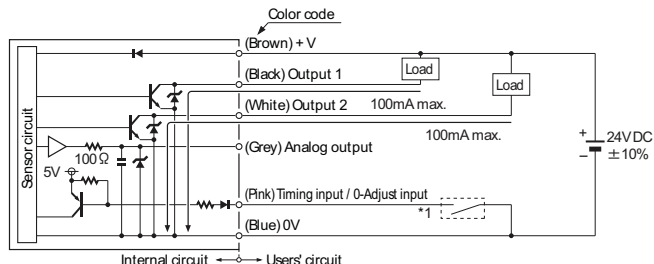 Color code
(Brown) + V
(Black) Output 1
Load
Load
100mA max.
(White) Output 2
100mA max.
Sensor circuit
+ 24V DC
− ±10%
100Ω
(Grey) Analog output
5V
(Pink) Timing input / 0-Adjust input
*1
(Blue) 0V
Internal circuit
Users' circuit